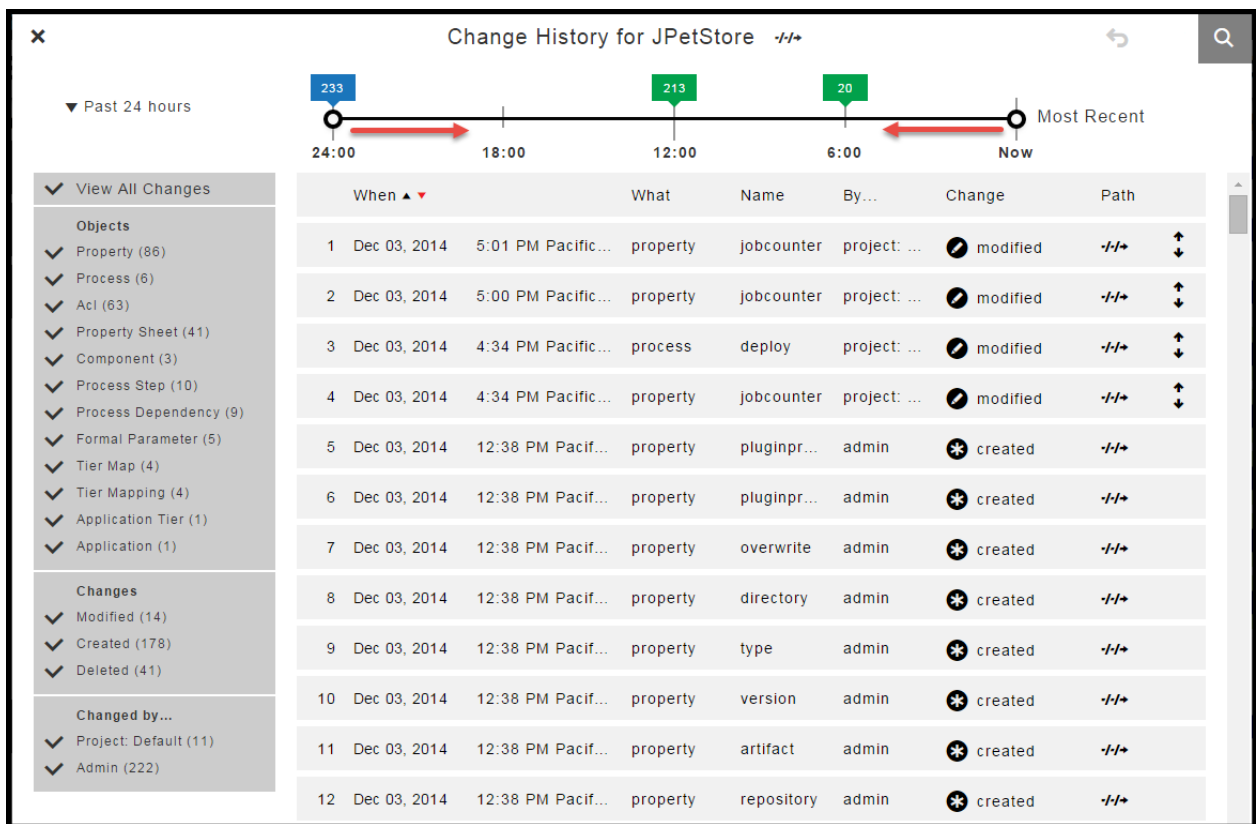 Change History for JPetStore
Past 24 hours
233
213
20
Most Recent
24:00 18:00 12:00 6:00 Now
View All Changes
Objects
Property (86)
Process (6)
Acl (63)
Property Sheet (41)
Component (3)
Process Step (10)
Process Dependency (9)
Formal Parameter (5)
Tier Map (4)
Tier Mapping (4)
Application Tier (1)
Application (1)
Changes
Modified (14)
Created (178)
Deleted (41)
Changed by...
Project: Default (11)
Admin (222)
When What Name By... Change Path
1 Dec 03, 2014 5:01 PM Pacific... property jobcounter project: ... modified
2 Dec 03, 2014 5:00 PM Pacific... property jobcounter project: ... modified
3 Dec 03, 2014 4:34 PM Pacific... process deploy project: ... modified
4 Dec 03, 2014 4:34 PM Pacific... property jobcounter project: ... modified
5 Dec 03, 2014 12:38 PM Pacif... property pluginpr... admin created
6 Dec 03, 2014 12:38 PM Pacif... property pluginpr... admin created
7 Dec 03, 2014 12:38 PM Pacif... property overwrite admin created
8 Dec 03, 2014 12:38 PM Pacif... property directory admin created
9 Dec 03, 2014 12:38 PM Pacif... property type admin created
10 Dec 03, 2014 12:38 PM Pacif... property version admin created
11 Dec 03, 2014 12:38 PM Pacif... property artifact admin created
12 Dec 03, 2014 12:38 PM Pacif... property repository admin created